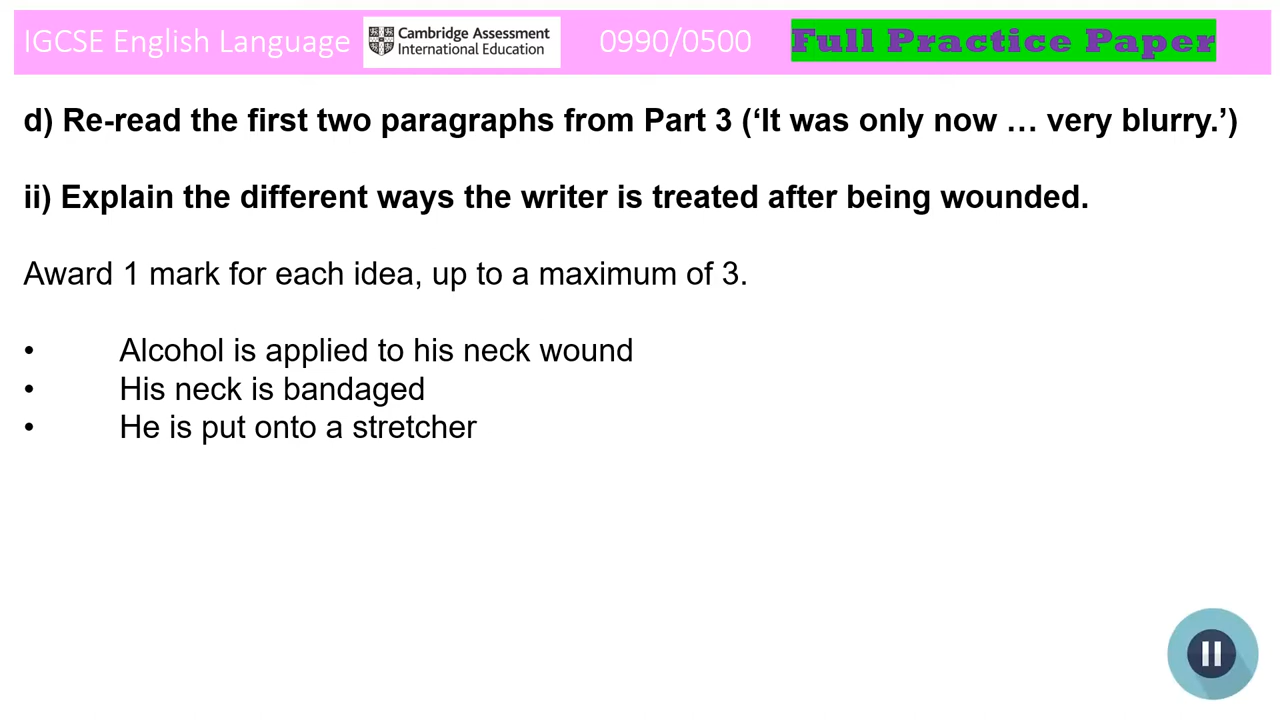 IGCSE English Language
Cambridge Assessment
International Education
0990/0500
Full Practice Paper
d) Re-read the first two paragraphs from Part 3 (‘It was only now … very blurry.’)
ii) Explain the different ways the writer is treated after being wounded.
Award 1 mark for each idea, up to a maximum of 3.
• Alcohol is applied to his neck wound
• His neck is bandaged
• He is put onto a stretcher